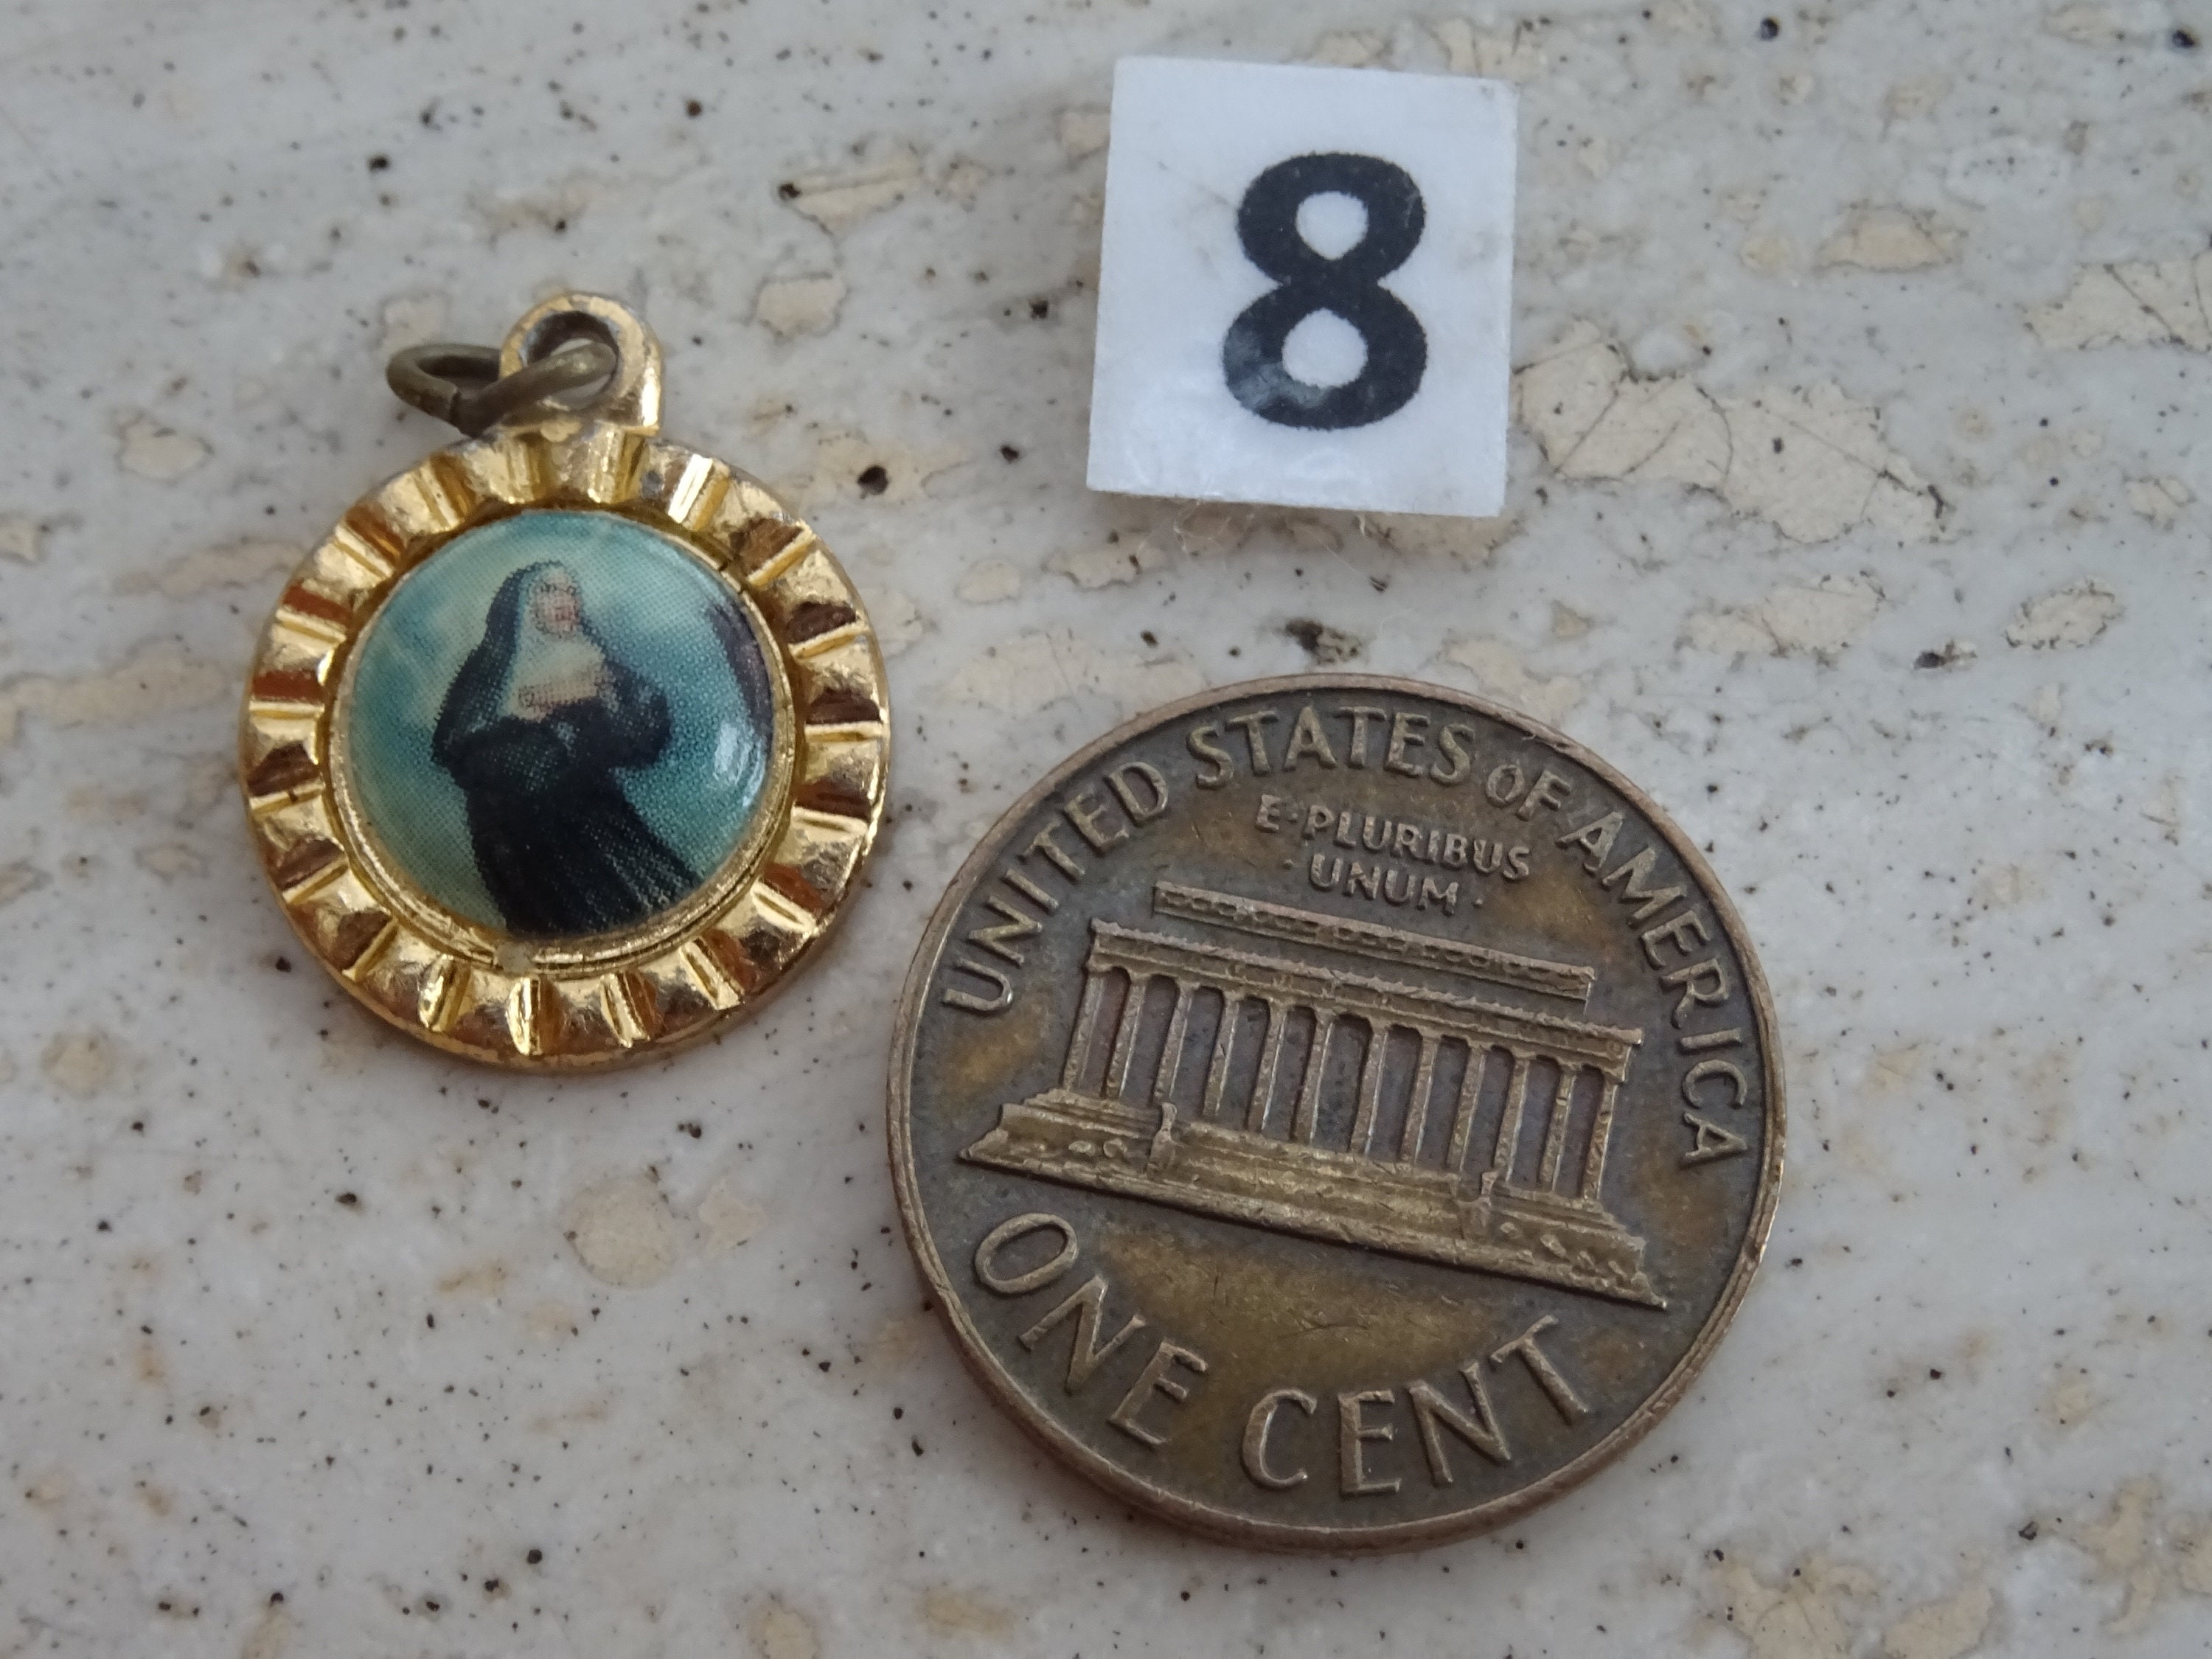 8
UNITED STATES OF AMERICA
E·PLURIBUS
·UNUM·
ONE CENT